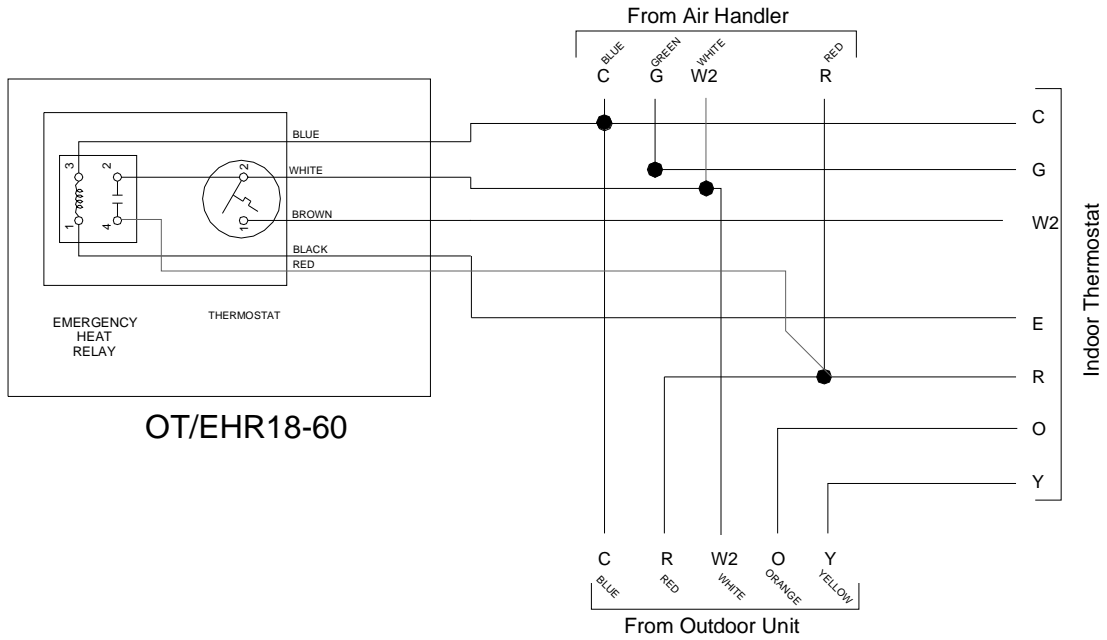 From Air Handler
BLUE GREEN WHITE RED
C G W2 R
C
BLUE
3 2 2
WHITE
G
BROWN
W2
1 4 1
BLACK
RED
EMERGENCY
HEAT
RELAY
THERMOSTAT
E
R
O
Y
Indoor Thermostat
OT/EHR18-60
C R W2 O Y
BLUE RED WHITE ORANGE YELLOW
From Outdoor Unit